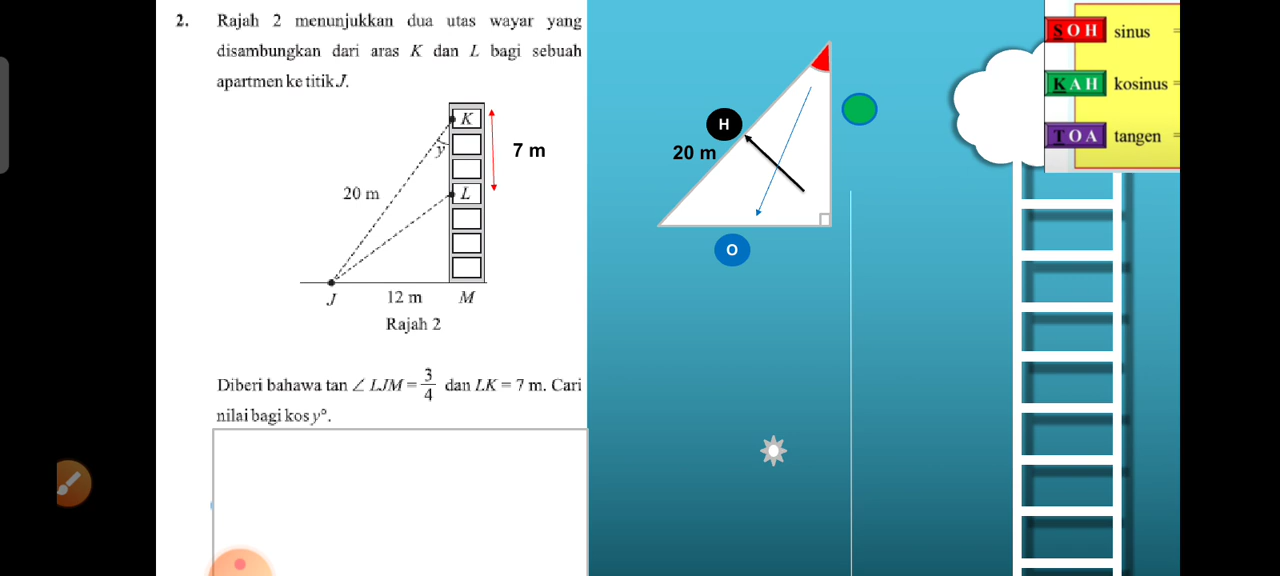 2. Rajah 2 menunjukkan dua utas wayar yang
disambungkan dari aras K dan L bagi sebuah
apartmen ke titik J.
K
y
7 m
20 m
L
J
12 m
M
Rajah 2
Diberi bahawa tan ∠ LJM = 3/4 dan LK = 7 m. Cari
nilai bagi kos y°.
H
20 m
O
SOH sinus =
KAH kosinus =
TOA tangen =